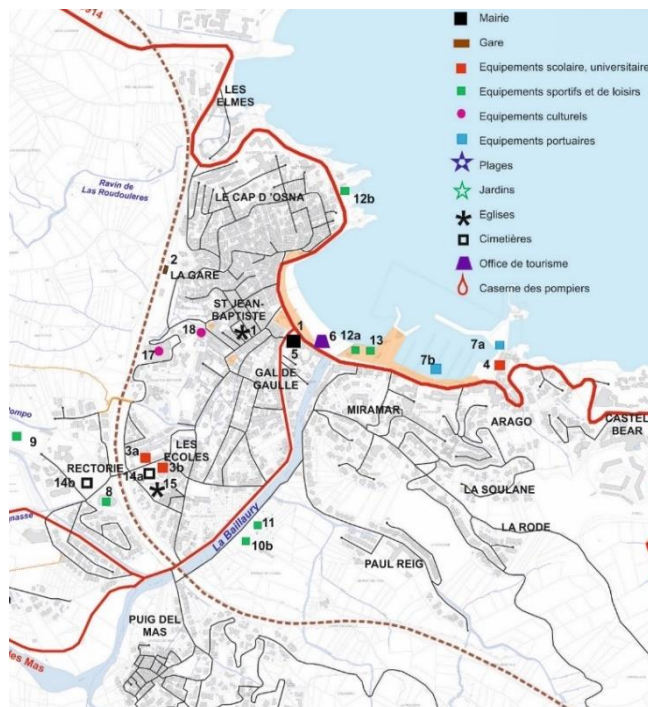 914
Mairie
Gare
Equipements scolaire, universitaire
Equipements sportifs et de loisirs
Equipements culturels
Equipements portuaires
Plages
Jardins
Eglises
Cimetières
Office de tourisme
Caserne des pompiers
LES
ELMES
Ravin de
Las Roudouleres
LE CAP D 'OSNA
12b
2
LA GARE
ST JEAN-
BAPTISTE
18
1
1
6
12a
13
7a
17
5
7b
4
GAL DE
GAULLE
MIRAMAR
ARAGO
CASTEL
BEAR
9
LES
ECOLES
3a
RECTORIE
14a
3b
14b
15
8
LA SOULANE
LA RODE
La Baillaury
11
10b
PAUL REIG
PUIG DEL
MAS
des Mas